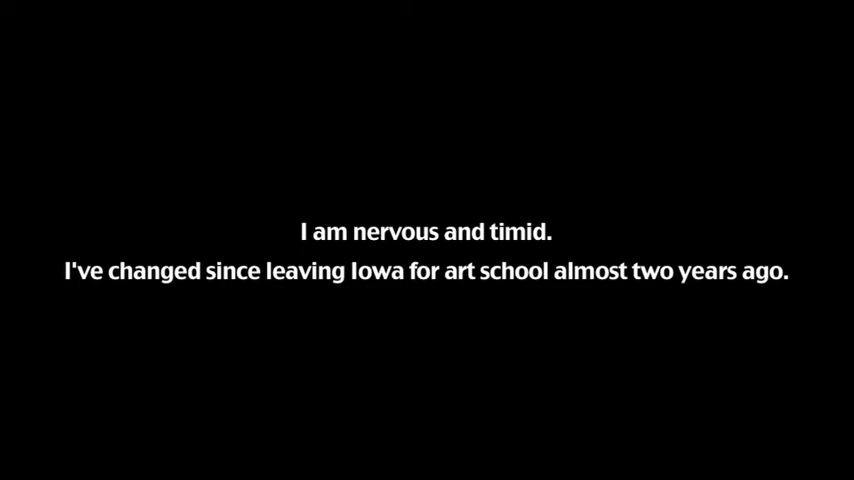 I am nervous and timid.
I've changed since leaving Iowa for art school almost two years ago.